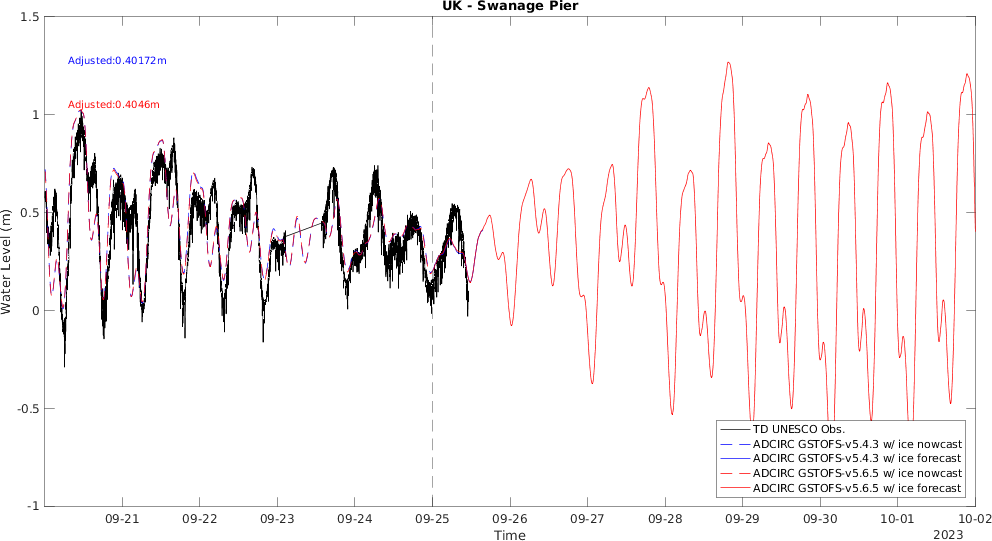 UK - Swanage Pier
1.5
1
0.5
0
-0.5
-1
Water Level (m)
Adjusted:0.40172m
Adjusted:0.4046m
TD UNESCO Obs.
ADCIRC GSTOFS-v5.4.3 w/ ice nowcast
ADCIRC GSTOFS-v5.4.3 w/ ice forecast
ADCIRC GSTOFS-v5.6.5 w/ ice nowcast
ADCIRC GSTOFS-v5.6.5 w/ ice forecast
09-21 09-22 09-23 09-24 09-25 09-26 09-27 09-28 09-29 09-30 10-01 10-02
Time
2023